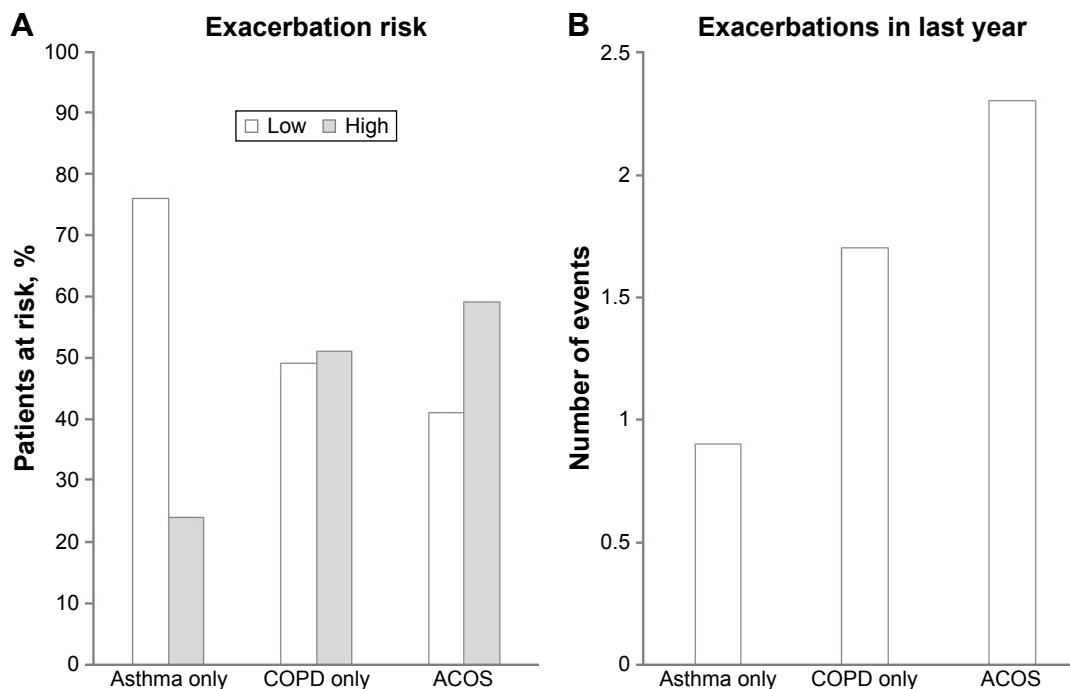 A
Exacerbation risk
100
90
80
70
60
50
40
30
20
10
0
Patients at risk, %
Low
High
Asthma only
COPD only
ACOS
B
Exacerbations in last year
2.5
2
1.5
1
0.5
0
Number of events
Asthma only
COPD only
ACOS